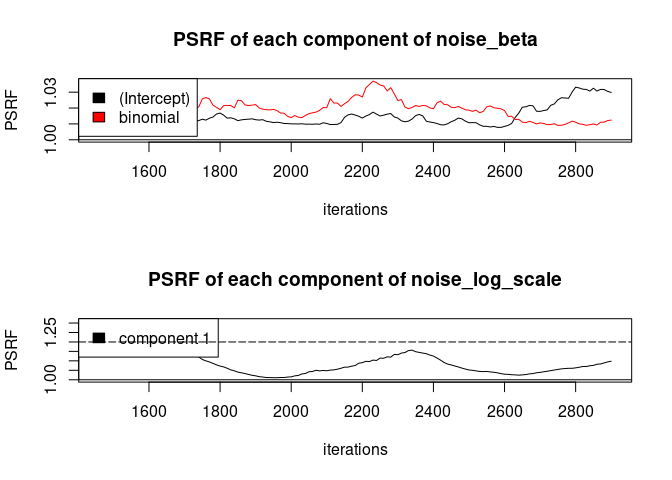 PSRF of each component of noise_beta
PSRF
1.00 1.03
(Intercept)
binomial
1600 1800 2000 2200 2400 2600 2800
iterations
PSRF of each component of noise_log_scale
PSRF
1.00 1.25
component 1
1600 1800 2000 2200 2400 2600 2800
iterations